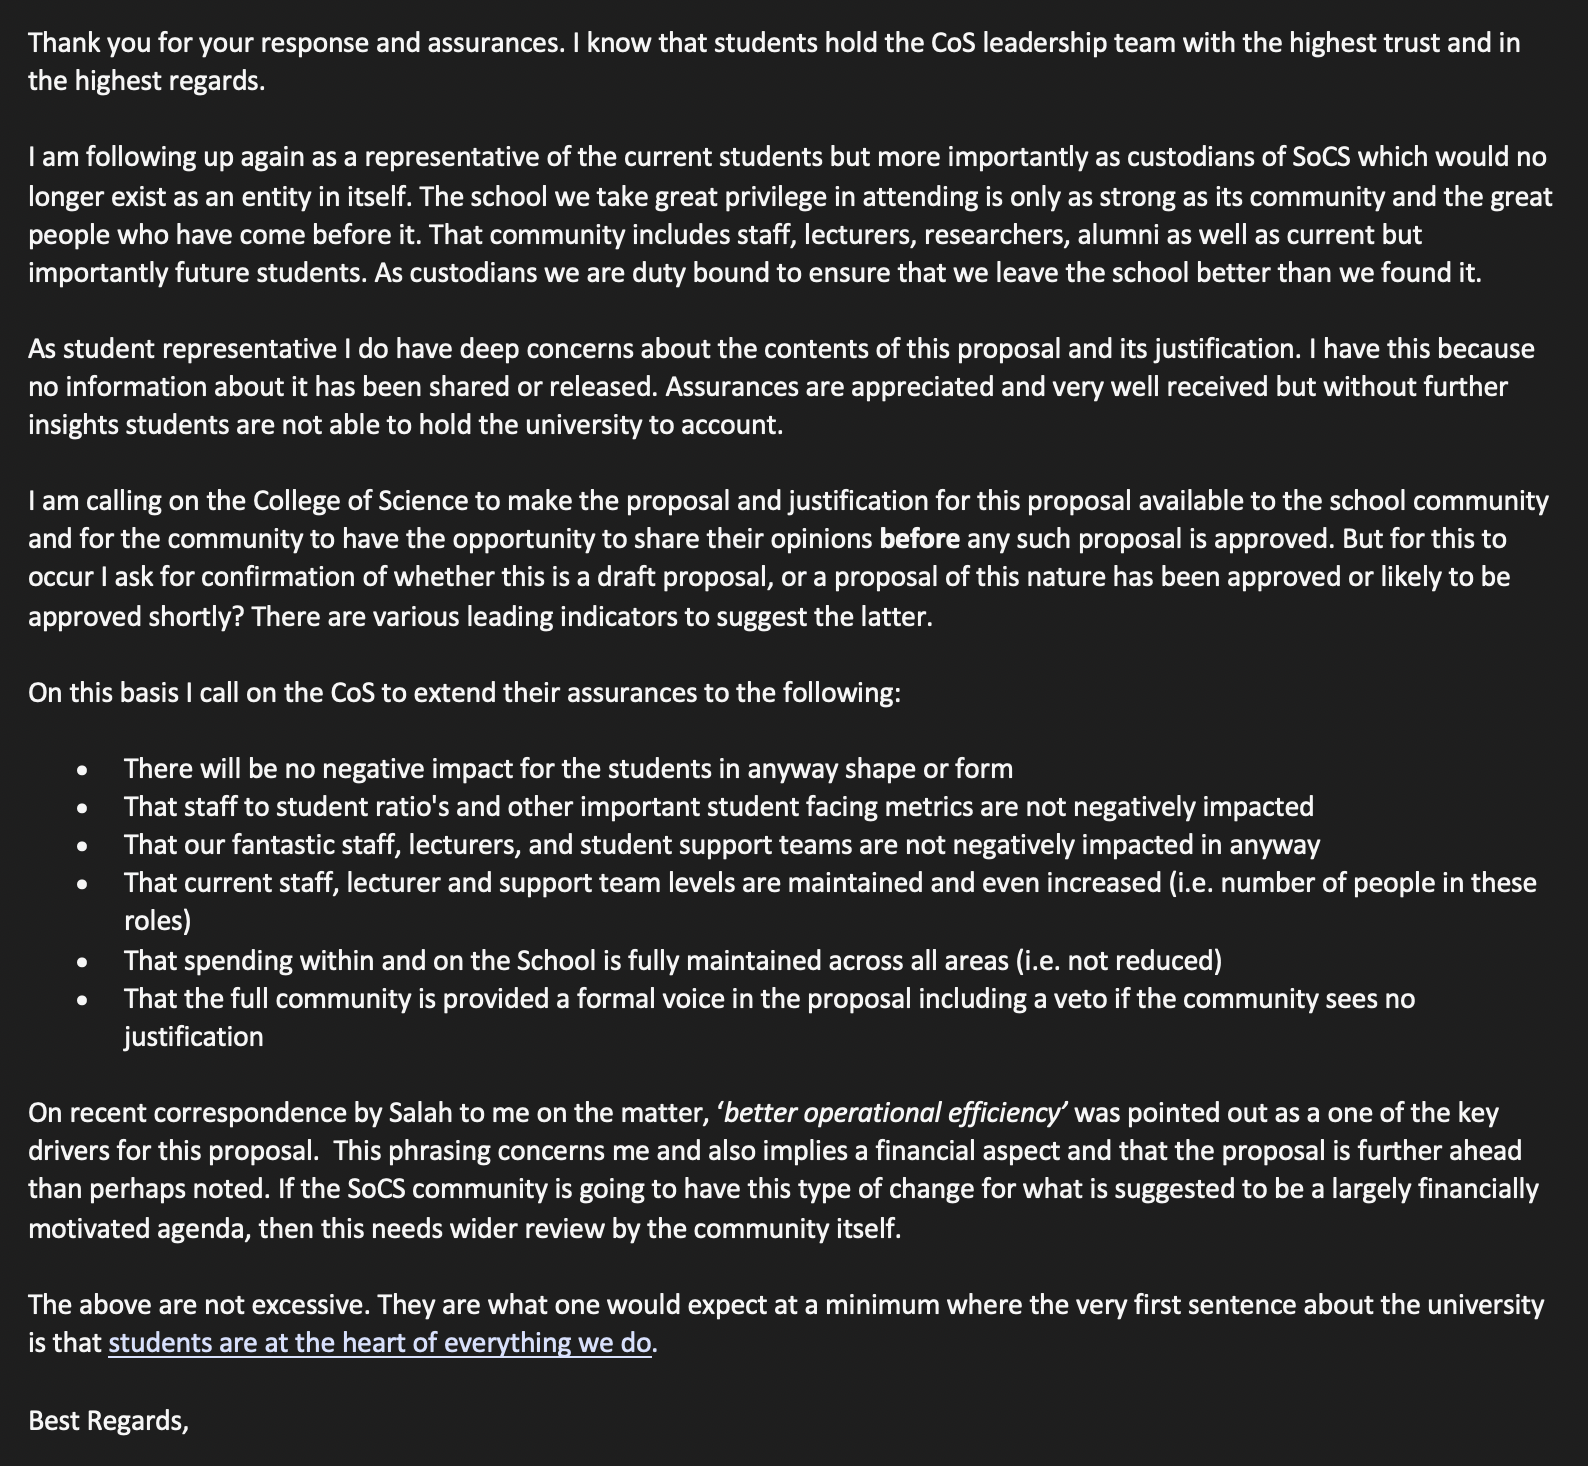 Thank you for your response and assurances. I know that students hold the CoS leadership team with the highest trust and in
the highest regards.
I am following up again as a representative of the current students but more importantly as custodians of SoCS which would no
longer exist as an entity in itself. The school we take great privilege in attending is only as strong as its community and the great
people who have come before it. That community includes staff, lecturers, researchers, alumni as well as current but
importantly future students. As custodians we are duty bound to ensure that we leave the school better than we found it.
As student representative I do have deep concerns about the contents of this proposal and its justification. I have this because
no information about it has been shared or released. Assurances are appreciated and very well received but without further
insights students are not able to hold the university to account.
I am calling on the College of Science to make the proposal and justification for this proposal available to the school community
and for the community to have the opportunity to share their opinions before any such proposal is approved. But for this to
occur I ask for confirmation of whether this is a draft proposal, or a proposal of this nature has been approved or likely to be
approved shortly? There are various leading indicators to suggest the latter.
On this basis I call on the CoS to extend their assurances to the following:
• There will be no negative impact for the students in anyway shape or form
• That staff to student ratio's and other important student facing metrics are not negatively impacted
• That our fantastic staff, lecturers, and student support teams are not negatively impacted in anyway
• That current staff, lecturer and support team levels are maintained and even increased (i.e. number of people in these
roles)
• That spending within and on the School is fully maintained across all areas (i.e. not reduced)
• That the full community is provided a formal voice in the proposal including a veto if the community sees no
justification
On recent correspondence by Salah to me on the matter, ‘better operational efficiency’ was pointed out as a one of the key
drivers for this proposal.  This phrasing concerns me and also implies a financial aspect and that the proposal is further ahead
than perhaps noted. If the SoCS community is going to have this type of change for what is suggested to be a largely financially
motivated agenda, then this needs wider review by the community itself.
The above are not excessive. They are what one would expect at a minimum where the very first sentence about the university
is that students are at the heart of everything we do.
Best Regards,